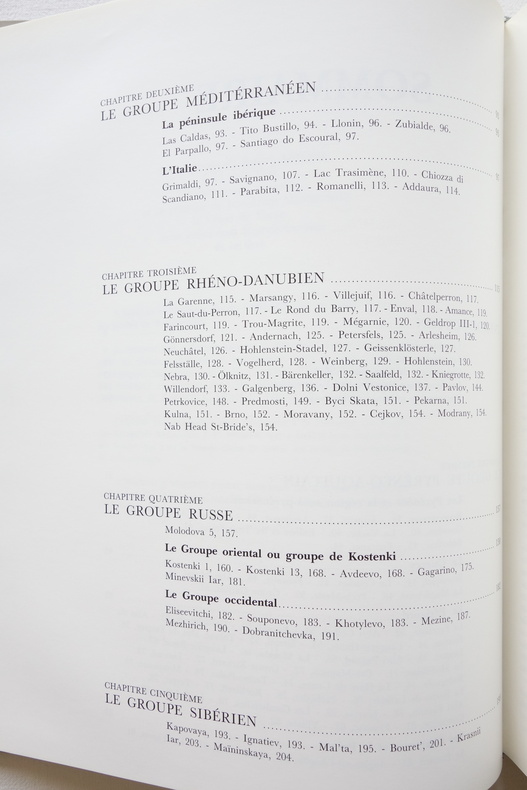 CHAPITRE DEUXIÈME
LE GROUPE MÉDITÉRRANÉEN
La péninsule ibérique
Las Caldas, 93. - Tito Bustillo, 94. - Llonin, 96. - Zubialde, 96.
El Parpallo, 97. - Santiago do Escoural, 97.
L'Italie
Grimaldi, 97. - Savignano, 107. - Lac Trasimène, 110. - Chiozza di
Scandiano, 111. - Parabita, 112. - Romanelli, 113. - Addaura, 114.
CHAPITRE TROISIÈME
LE GROUPE RHÉNO-DANUBIEN
La Garenne, 115. - Marsangy, 116. - Villejuif, 116. - Châtelperron, 117.
Le Saut-du-Perron, 117. - Le Rond du Barry, 117. - Enval, 118. - Amance, 119.
Farincourt, 119. - Trou-Magrite, 119. - Mégarnie, 120. - Geldrop III-1, 120.
Gönnersdorf, 121. - Andernach, 125. - Petersfels, 125. - Arlesheim, 126.
Neuchâtel, 126. - Hohlenstein-Stadel, 127. - Geissenklösterle, 127.
Felsställe, 128. - Vogelherd, 128. - Weinberg, 129. - Hohlenstein, 130.
Nebra, 130. - Ölknitz, 131. - Bärenkeller, 132. - Saalfeld, 132. - Kniegrotte, 132.
Willendorf, 133. - Galgenberg, 136. - Dolni Vestonice, 137. - Pavlov, 144.
Petrkovice, 148. - Predmosti, 149. - Byci Skata, 151. - Pekarna, 151.
Kulna, 151. - Brno, 152. - Moravany, 152. - Cejkov, 154. - Modrany, 154.
Nab Head St-Bride's, 154.
CHAPITRE QUATRIÈME
LE GROUPE RUSSE
Molodova 5, 157.
Le Groupe oriental ou groupe de Kostenki
Kostenki 1, 160. - Kostenki 13, 168. - Avdeevo, 168. - Gagarino, 175.
Minevskii Iar, 181.
Le Groupe occidental
Eliseevitchi, 182. - Souponevo, 183. - Khotylevo, 183. - Mezine, 187.
Mezhirich, 190. - Dobranitchevka, 191.
CHAPITRE CINQUIÈME
LE GROUPE SIBÉRIEN
Kapovaya, 193. - Ignatiev, 193. - Mal'ta, 195. - Bouret', 201. - Krasnii
Iar, 203. - Maïninskaya, 204.